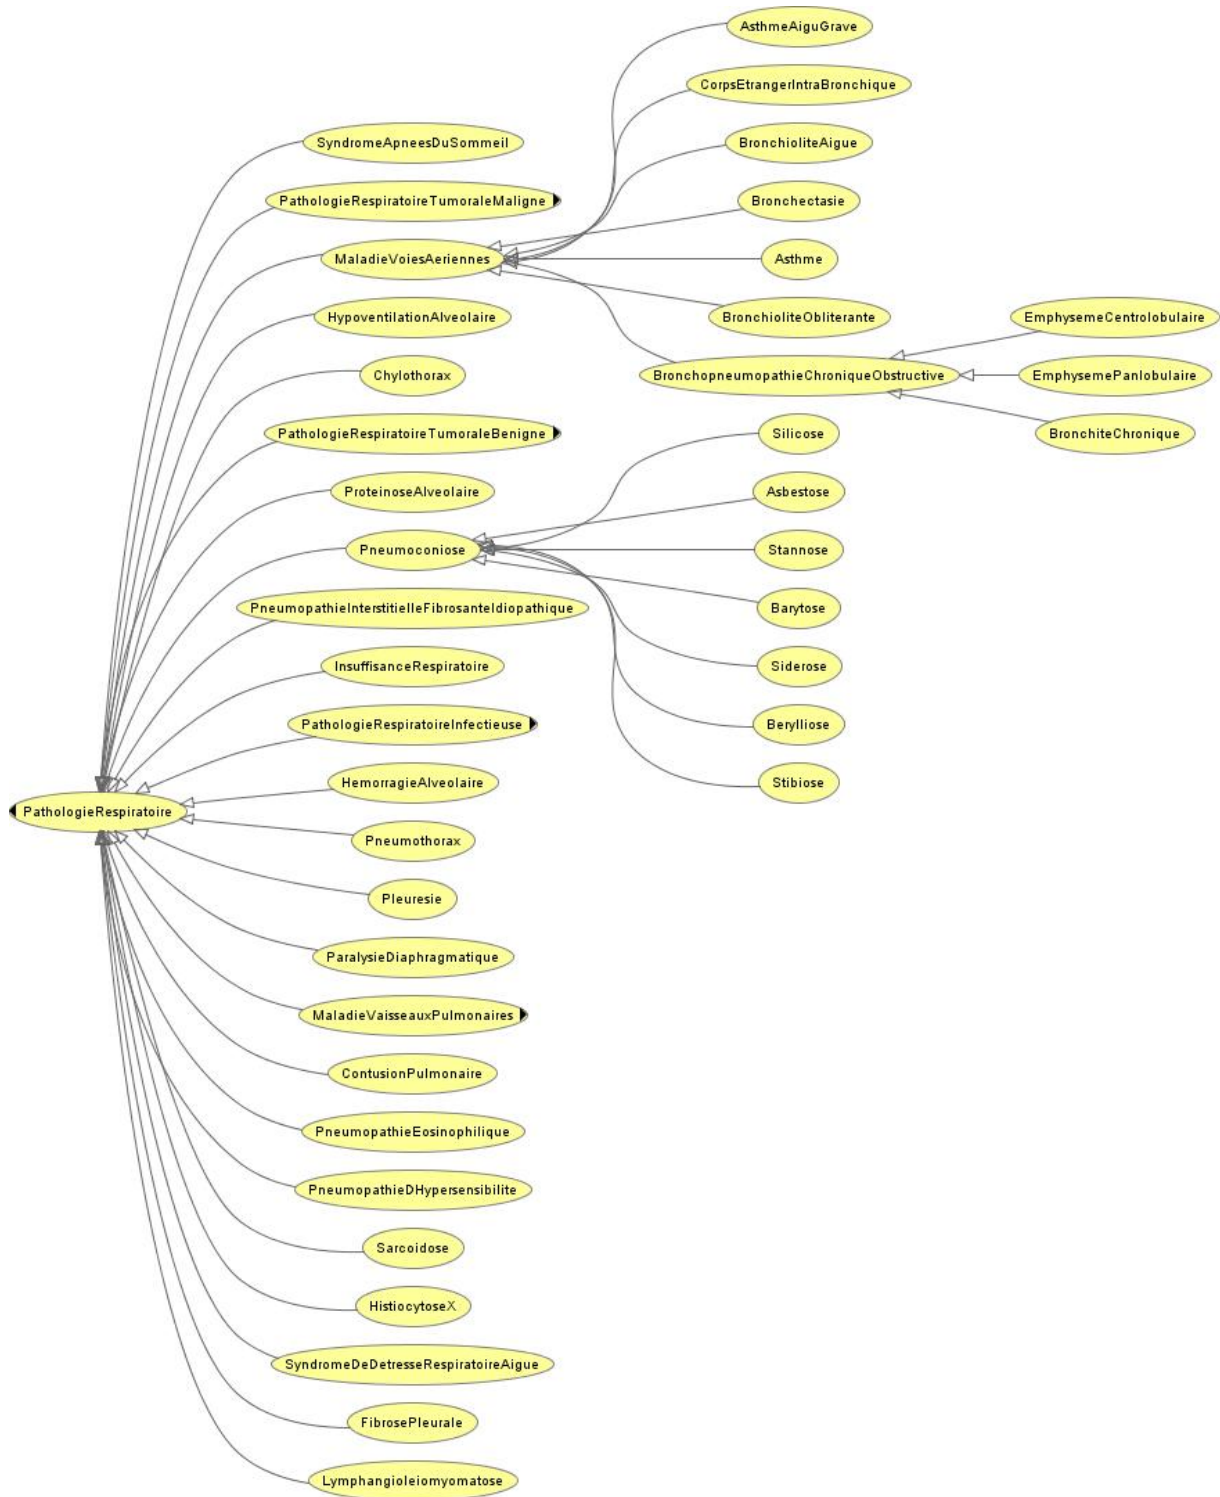 AsthmeAiguGrave
CorpsEtrangerIntraBronchique
SyndromeApneesDuSommeil
BronchioliteAigue
PathologieRespiratoireTumoraleMaligne
Bronchectasie
MaladieVoiesAeriennes
Asthme
HypoventilationAlveolaire
BronchioliteObliterante
EmphysemeCentrolobulaire
Chylothorax
BronchopneumopathieChroniqueObstructive
EmphysemePanlobulaire
PathologieRespiratoireTumoraleBenigne
Silicose
BronchiteChronique
ProteinoseAlveolaire
Asbestose
Pneumoconiose
Stannose
PneumopathieInterstitielleFibrosanteIdiopathique
Barytose
InsuffisanceRespiratoire
Siderose
PathologieRespiratoireInfectieuse
Berylliose
HemorragieAlveolaire
Stibiose
PathologieRespiratoire
Pneumothorax
Pleuresie
ParalysieDiaphragmatique
MaladieVaisseauxPulmonaires
ContusionPulmonaire
PneumopathieEosinophilique
PneumopathieDHypersensibilite
Sarcoidose
HistiocytoseX
SyndromeDeDetresseRespiratoireAigue
FibrosePleurale
Lymphangioleiomyomatose